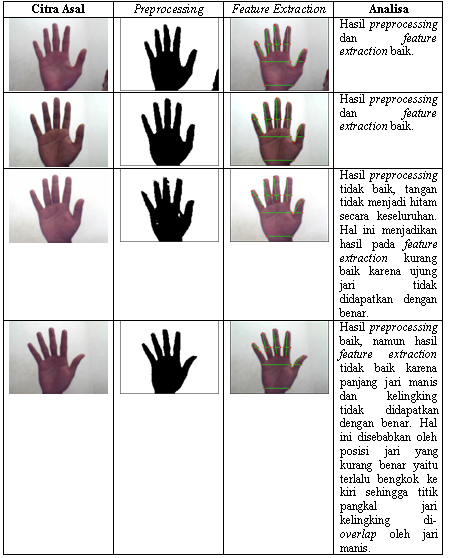 Citra Asal Preprocessing Feature Extraction Analisa
Hasil preprocessing
dan feature
extraction baik.
Hasil preprocessing
dan feature
extraction baik.
Hasil preprocessing
tidak baik, tangan
tidak menjadi hitam
secara keseluruhan.
Hal ini menjadikan
hasil pada feature
extraction kurang
baik karena ujung
jari tidak
didapatkan dengan
benar.
Hasil preprocessing
baik, namun hasil
feature extraction
tidak baik karena
panjang jari manis
dan kelingking
tidak didapatkan
dengan benar. Hal
ini disebabkan oleh
posisi jari yang
kurang benar yaitu
terlalu bengkok ke
kiri sehingga titik
pangkal jari
kelingking di-
overlap oleh jari
manis.